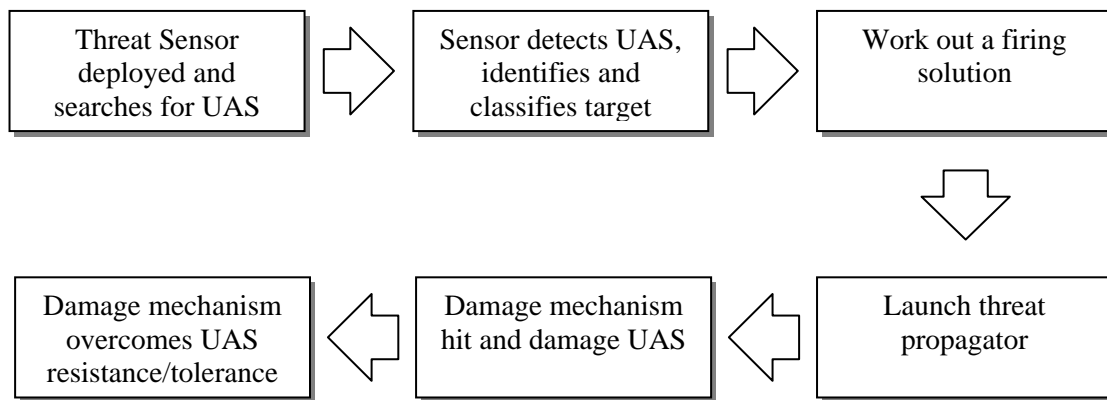 Threat Sensor
deployed and
searches for UAS
Sensor detects UAS,
identifies and
classifies target
Work out a firing
solution
Launch threat
propagator
Damage mechanism
hit and damage UAS
Damage mechanism
overcomes UAS
resistance/tolerance